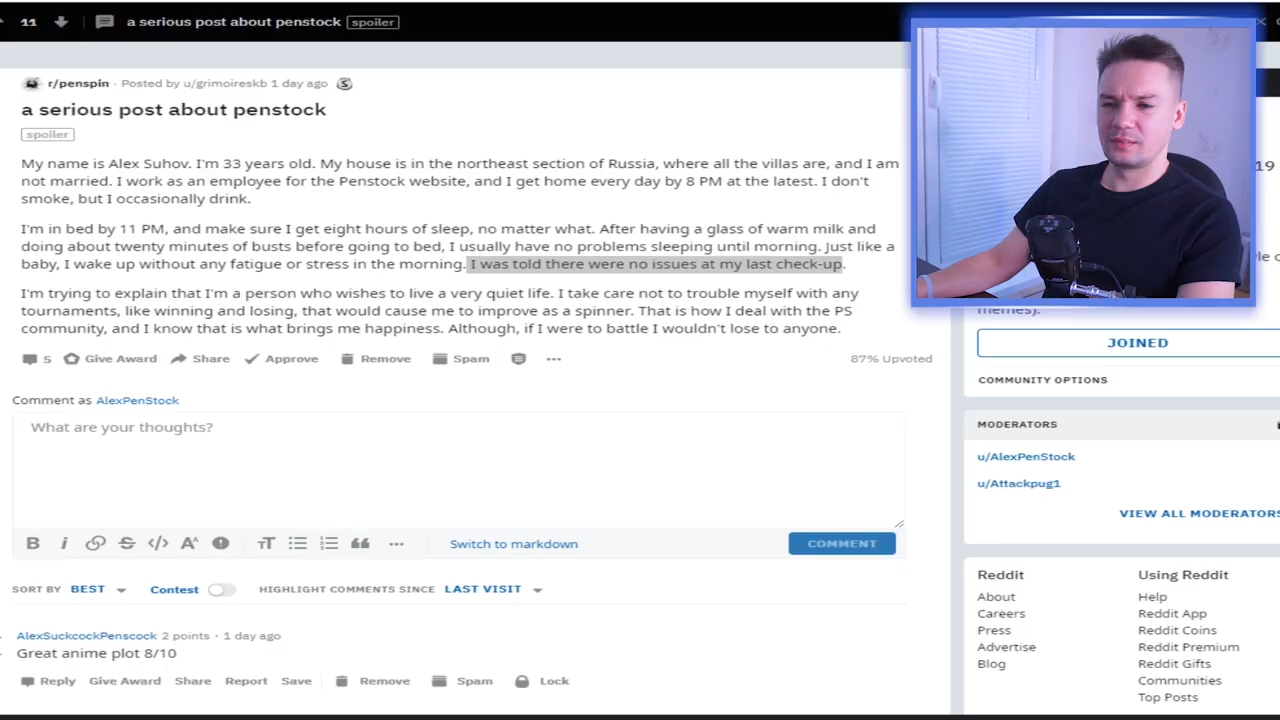 11 a serious post about penstock spoiler
r/penspin · Posted by u/grimoireskb 1 day ago
a serious post about penstock
spoiler
My name is Alex Suhov. I'm 33 years old. My house is in the northeast section of Russia, where all the villas are, and I am
not married. I work as an employee for the Penstock website, and I get home every day by 8 PM at the latest. I don't
smoke, but I occasionally drink.
I'm in bed by 11 PM, and make sure I get eight hours of sleep, no matter what. After having a glass of warm milk and
doing about twenty minutes of busts before going to bed, I usually have no problems sleeping until morning. Just like a
baby, I wake up without any fatigue or stress in the morning. I was told there were no issues at my last check-up.
I'm trying to explain that I'm a person who wishes to live a very quiet life. I take care not to trouble myself with any
tournaments, like winning and losing, that would cause me to improve as a spinner. That is how I deal with the PS
community, and I know that is what brings me happiness. Although, if I were to battle I wouldn't lose to anyone.
5 Give Award Share Approve Remove Spam ••• 87% Upvoted
Comment as AlexPenStock
What are your thoughts?
B i S </> A T ••• Switch to markdown COMMENT
SORT BY BEST Contest HIGHLIGHT COMMENTS SINCE LAST VISIT
AlexSuckcockPenscock 2 points · 1 day ago
Great anime plot 8/10
Reply Give Award Share Report Save Remove Spam Lock
19
memes).
JOINED
COMMUNITY OPTIONS
MODERATORS
u/AlexPenStock
u/Attackpug1
VIEW ALL MODERATORS
Reddit Using Reddit
About Help
Careers Reddit App
Press Reddit Coins
Advertise Reddit Premium
Blog Reddit Gifts
Communities
Top Posts